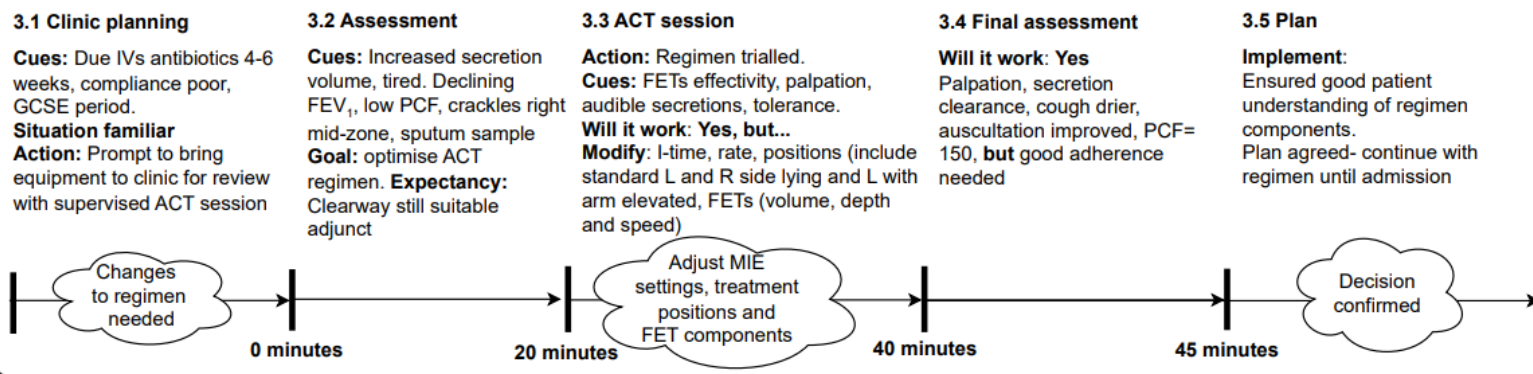 3.1 Clinic planning
Cues: Due IVs antibiotics 4-6
weeks, compliance poor,
GCSE period.
Situation familiar
Action: Prompt to bring
equipment to clinic for review
with supervised ACT session
3.2 Assessment
Cues: Increased secretion
volume, tired. Declining
FEV₁, low PCF, crackles right
mid-zone, sputum sample
Goal: optimise ACT
regimen. Expectancy:
Clearway still suitable
adjunct
3.3 ACT session
Action: Regimen trialled.
Cues: FETs effectivity, palpation,
audible secretions, tolerance.
Will it work: Yes, but...
Modify: I-time, rate, positions (include
standard L and R side lying and L with
arm elevated, FETs (volume, depth
and speed)
3.4 Final assessment
Will it work: Yes
Palpation, secretion
clearance, cough drier,
auscultation improved, PCF=
150, but good adherence
needed
3.5 Plan
Implement:
Ensured good patient
understanding of regimen
components.
Plan agreed- continue with
regimen until admission
Changes
to regimen
needed
Adjust MIE
settings, treatment
positions and
FET components
Decision
confirmed
0 minutes
20 minutes
40 minutes
45 minutes